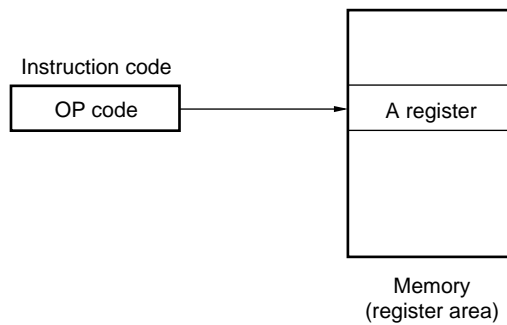 Instruction code
OP code
A register
Memory
(register area)